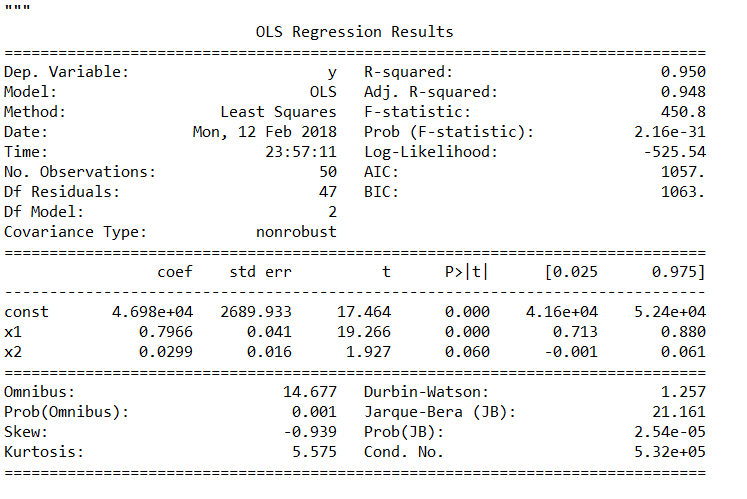 """
                            OLS Regression Results
==============================================================================
Dep. Variable:                      y   R-squared:                       0.950
Model:                            OLS   Adj. R-squared:                  0.948
Method:                 Least Squares   F-statistic:                     450.8
Date:                Mon, 12 Feb 2018   Prob (F-statistic):           2.16e-31
Time:                        23:57:11   Log-Likelihood:                -525.54
No. Observations:                  50   AIC:                             1057.
Df Residuals:                      47   BIC:                             1063.
Df Model:                           2
Covariance Type:            nonrobust
==============================================================================
                 coef    std err          t      P>|t|      [0.025      0.975]
------------------------------------------------------------------------------
const       4.698e+04   2689.933     17.464      0.000    4.16e+04    5.24e+04
x1             0.7966      0.041     19.266      0.000       0.713       0.880
x2             0.0299      0.016      1.927      0.060      -0.001       0.061
==============================================================================
Omnibus:                       14.677   Durbin-Watson:                   1.257
Prob(Omnibus):                  0.001   Jarque-Bera (JB):               21.161
Skew:                          -0.939   Prob(JB):                     2.54e-05
Kurtosis:                       5.575   Cond. No.                     5.32e+05
==============================================================================